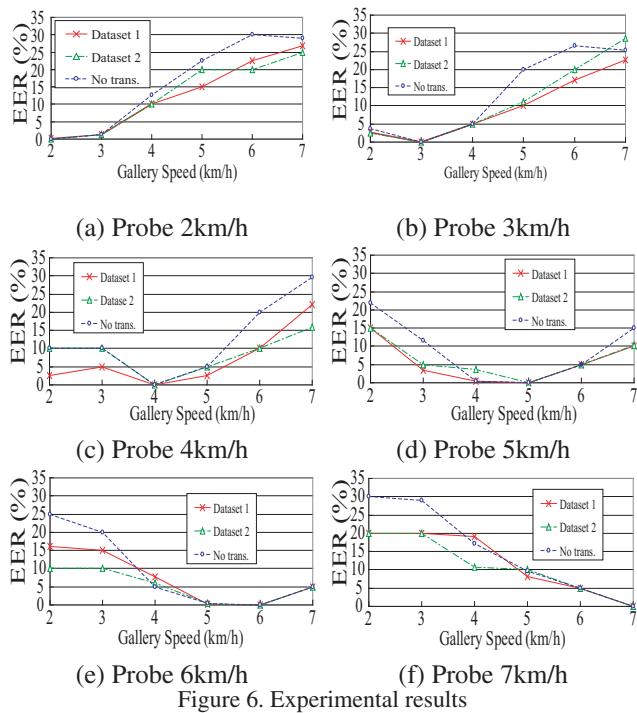 EER (%)
35
30
25
20
15
10
5
0
Dataset 1
Dataset 2
No trans.
2 3 4 5 6 7
Gallery Speed (km/h)
(a) Probe 2km/h
EER (%)
35
30
25
20
15
10
5
0
Dataset 1
Dataset 2
No trans.
2 3 4 5 6 7
Gallery Speed (km/h)
(b) Probe 3km/h
EER (%)
35
30
25
20
15
10
5
0
Dataset 1
Datase 2
No trans.
2 3 4 5 6 7
Gallery Speed (km/h)
(c) Probe 4km/h
EER (%)
35
30
25
20
15
10
5
0
Dataset 1
Dataset 2
No trans.
2 3 4 5 6 7
Gallery Speed (km/h)
(d) Probe 5km/h
EER (%)
35
30
25
20
15
10
5
0
Dataset 1
Dataset 2
No trans.
2 3 4 5 6 7
Gallery Speed (km/h)
(e) Probe 6km/h
EER (%)
35
30
25
20
15
10
5
0
Dataset 1
Dataset 2
No trans.
2 3 4 5 6 7
Gallery Speed (km/h)
(f) Probe 7km/h
Figure 6. Experimental results